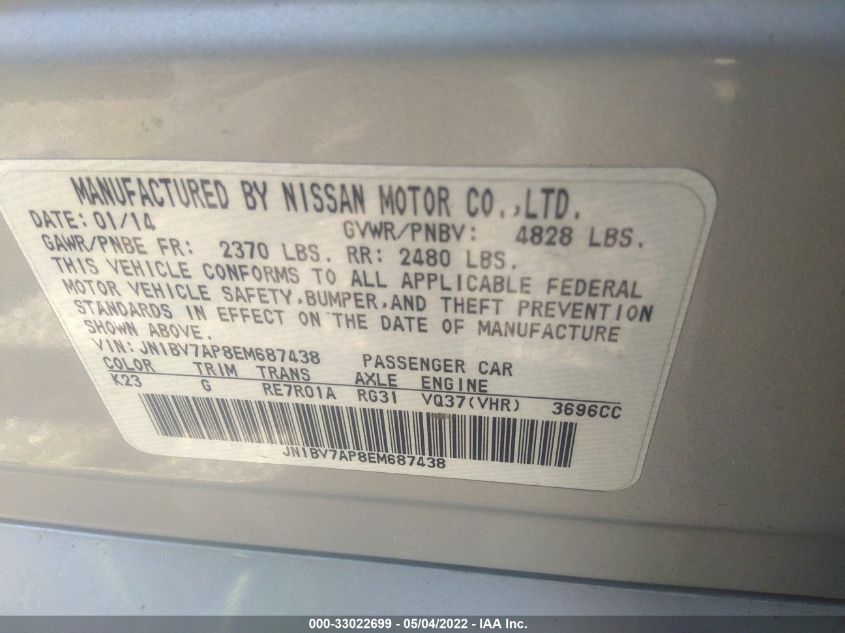 MANUFACTURED BY NISSAN MOTOR CO.,LTD.
DATE: 01/14 GVWR/PNBV: 4828 LBS.
GAWR/PNBE FR: 2370 LBS. RR: 2480 LBS.
THIS VEHICLE CONFORMS TO ALL APPLICABLE FEDERAL
MOTOR VEHICLE SAFETY,BUMPER,AND THEFT PREVENTION
STANDARDS IN EFFECT ON THE DATE OF MANUFACTURE
SHOWN ABOVE.
VIN: JN1BV7AP8EM687438 PASSENGER CAR
COLOR TRIM TRANS AXLE ENGINE
K23 G RE7R01A RG31 VQ37(VHR) 3696CC
JN1BV7AP8EM687438
000-33022699 - 05/04/2022 - IAA Inc.